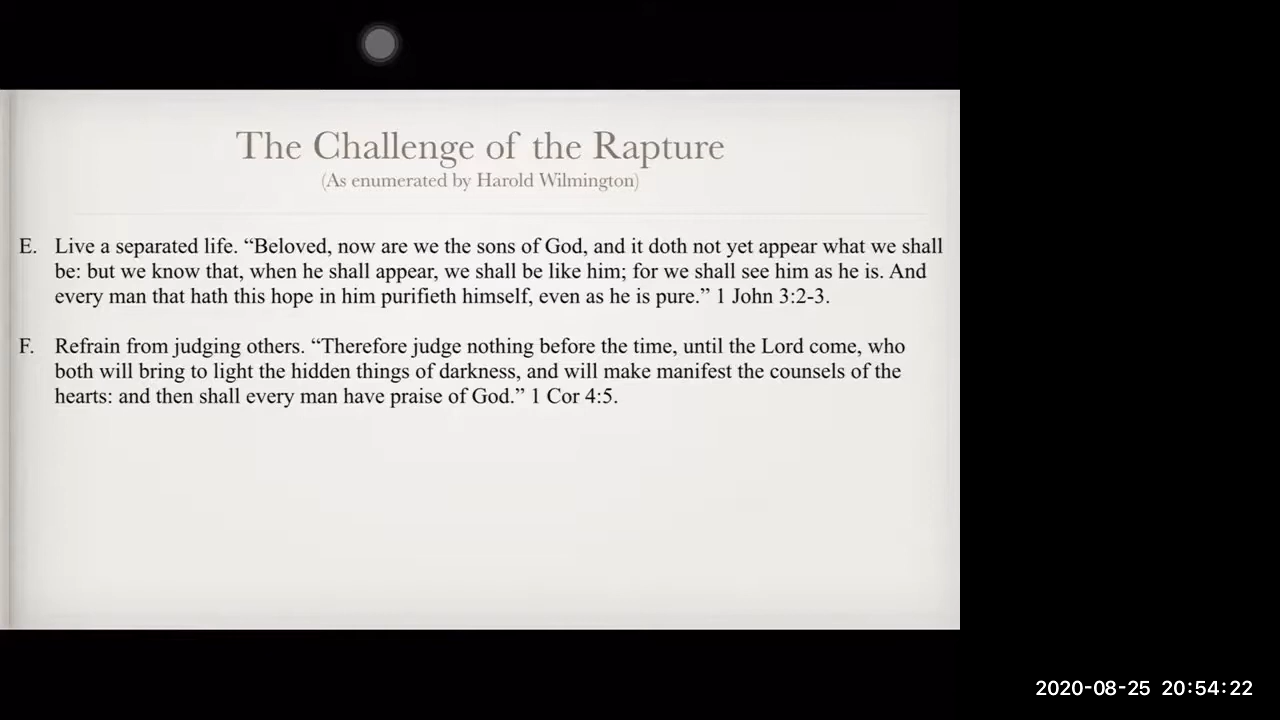 The Challenge of the Rapture
(As enumerated by Harold Wilmington)
E. Live a separated life. “Beloved, now are we the sons of God, and it doth not yet appear what we shall
be: but we know that, when he shall appear, we shall be like him; for we shall see him as he is. And
every man that hath this hope in him purifieth himself, even as he is pure.” 1 John 3:2-3.
F. Refrain from judging others. “Therefore judge nothing before the time, until the Lord come, who
both will bring to light the hidden things of darkness, and will make manifest the counsels of the
hearts: and then shall every man have praise of God.” 1 Cor 4:5.
2020-08-25 20:54:22